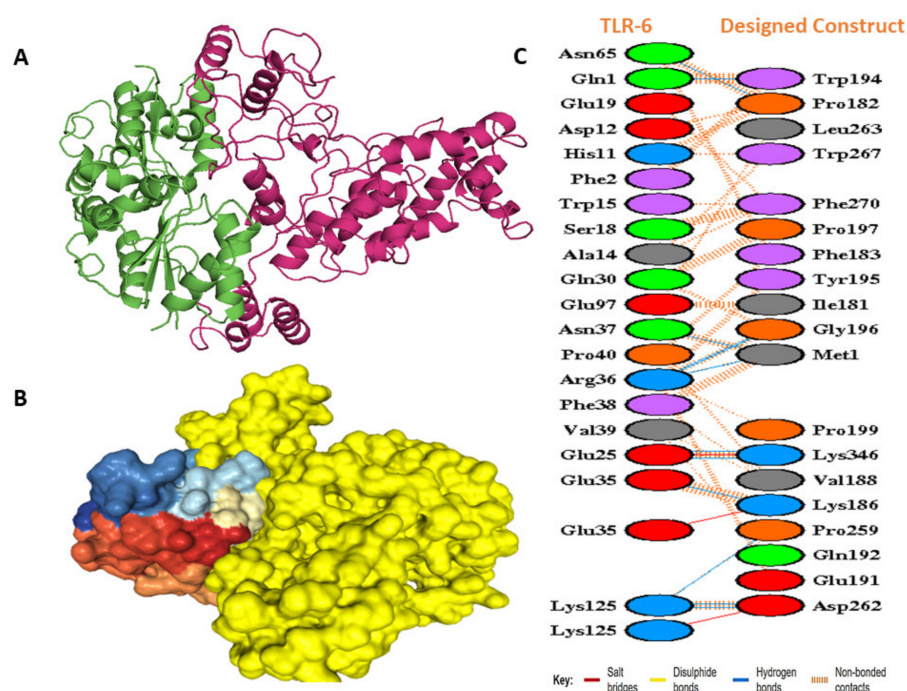 A
B
C
TLR-6
Designed Construct
Asn65
Gln1
Glu19
Asp12
His11
Phe2
Trp15
Ser18
Ala14
Gln30
Glu97
Asn37
Pro40
Arg36
Phe38
Val39
Glu25
Glu35
Glu35
Lys125
Lys125
Trp194
Pro182
Leu263
Trp267
Phe270
Pro197
Phe183
Tyr195
Ile181
Gly196
Met1
Pro199
Lys346
Val188
Lys186
Pro259
Gln192
Glu191
Asp262
Key:
Salt
bridges
Disulphide
bonds
Hydrogen
bonds
Non-bonded
contacts